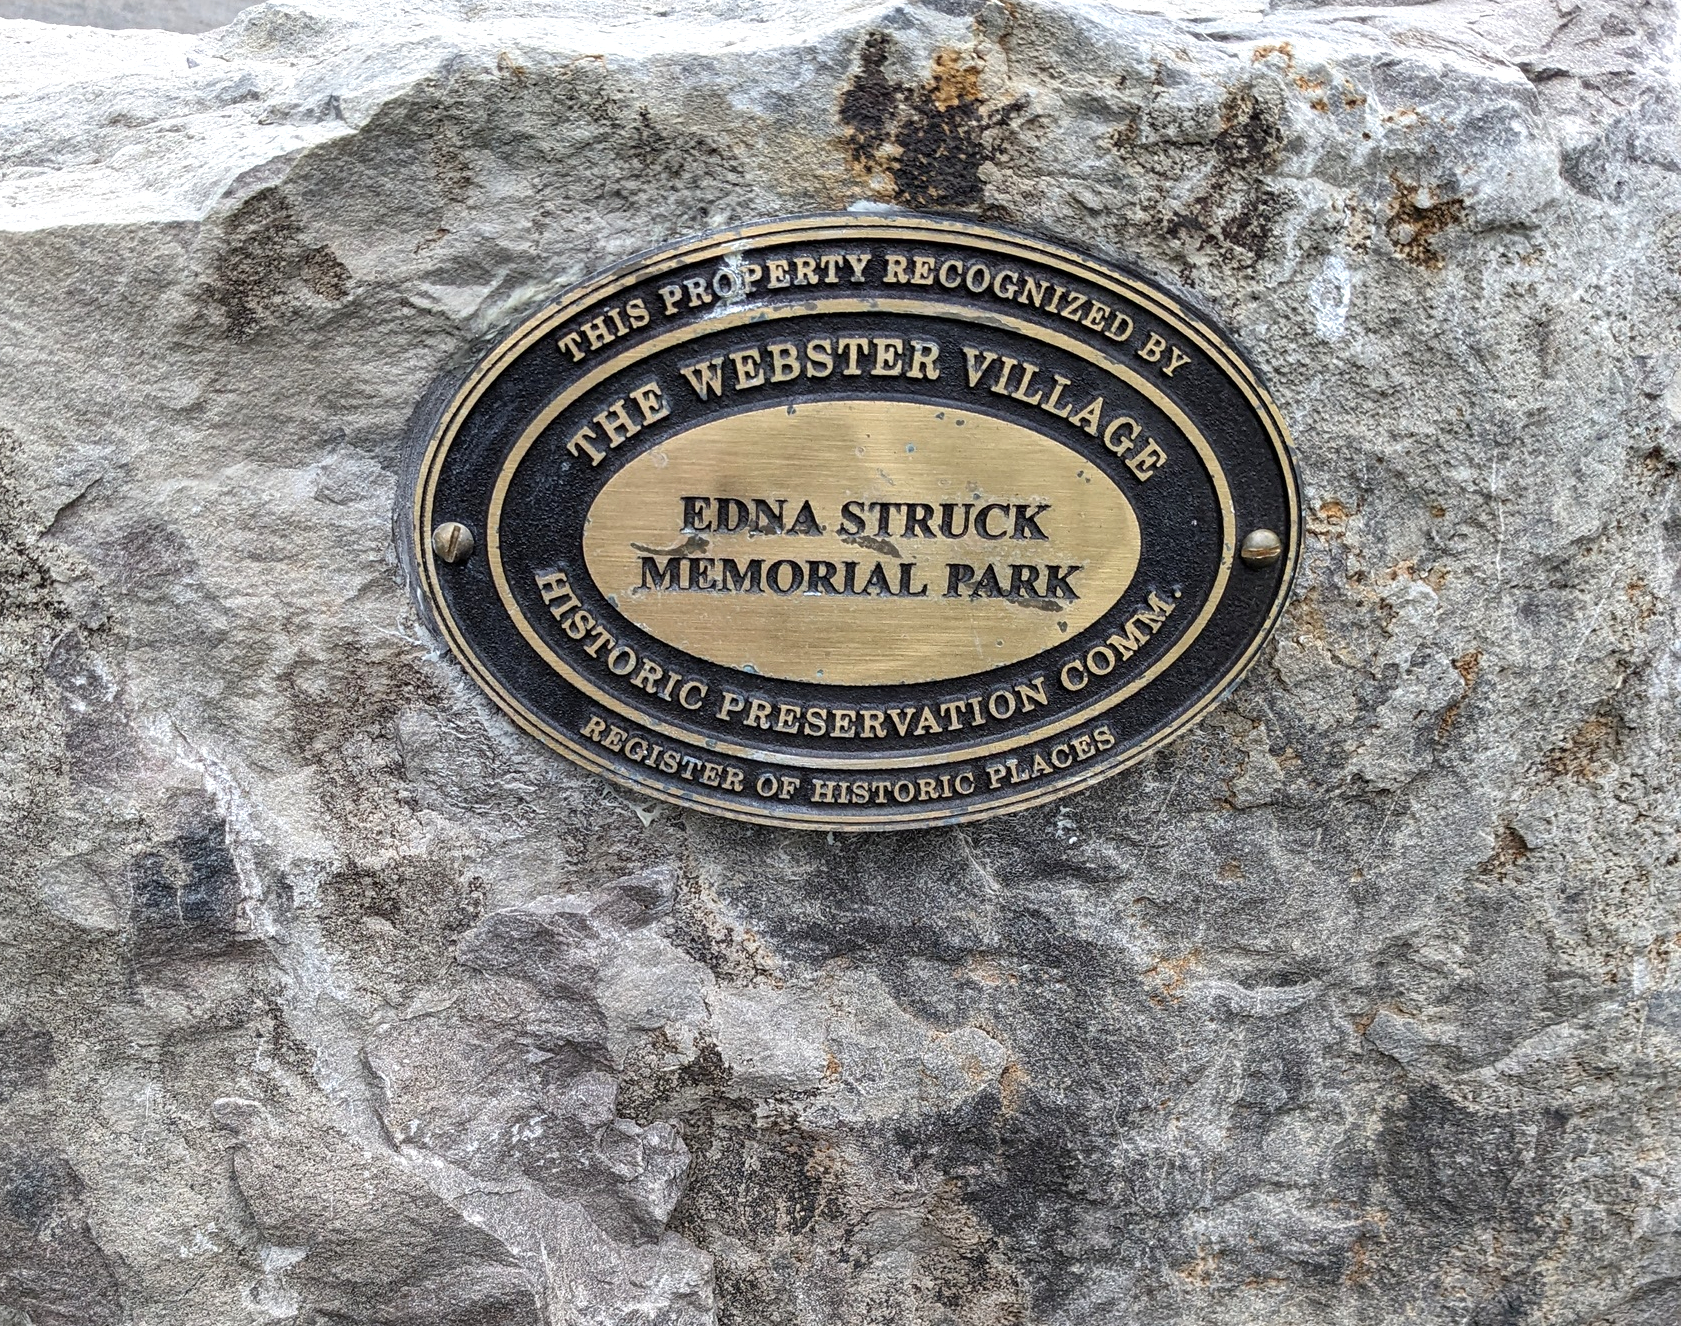 THIS PROPERTY RECOGNIZED BY
THE WEBSTER VILLAGE
EDNA STRUCK
MEMORIAL PARK
HISTORIC PRESERVATION COMM.
REGISTER OF HISTORIC PLACES